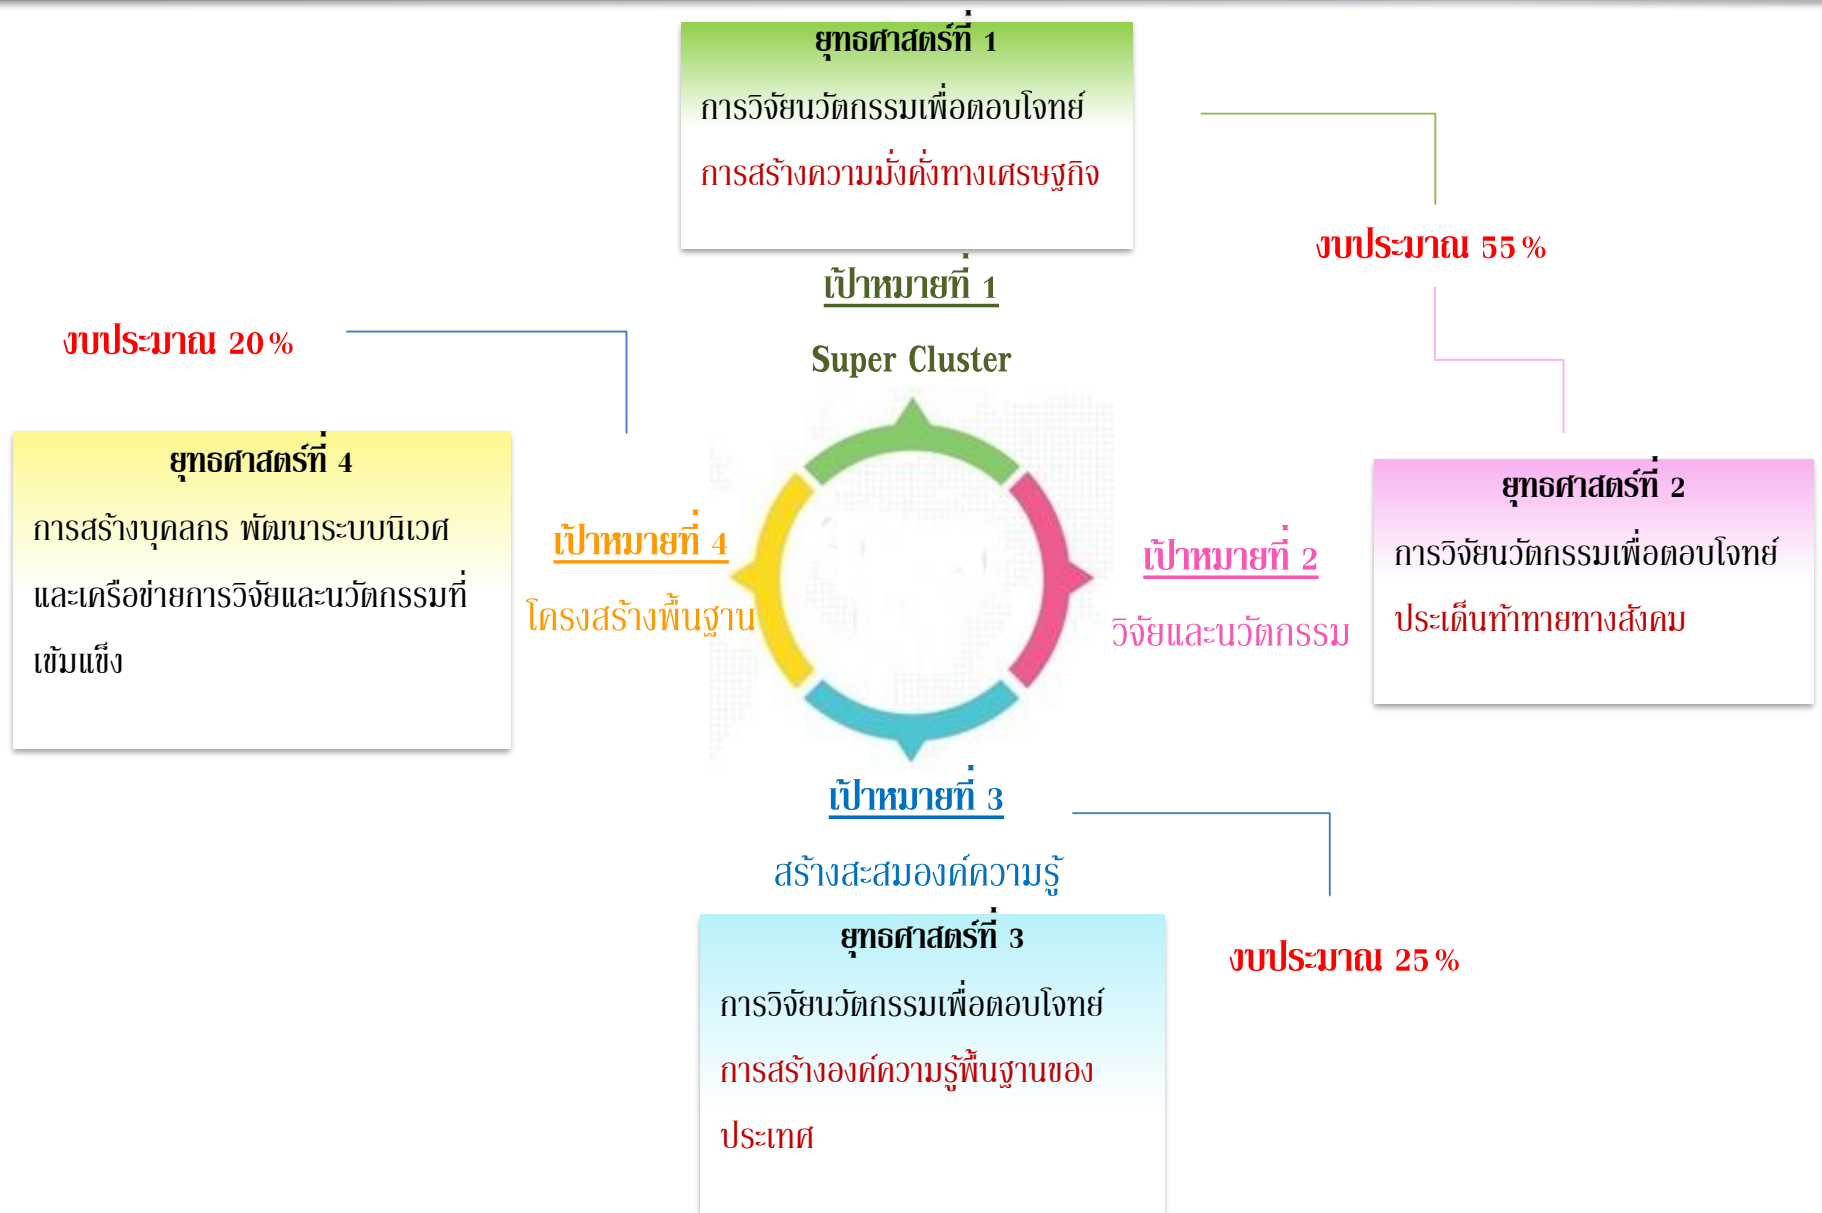 ยุทธศาสตร์ที่ 1
การวิจัยนวัตกรรมเพื่อตอบโจทย์
การสร้างความมั่งคั่งทางเศรษฐกิจ
งบประมาณ 55%
เป้าหมายที่ 1
Super Cluster
งบประมาณ 20%
ยุทธศาสตร์ที่ 4
การสร้างบุคลากร พัฒนาระบบนิเวศ
และเครือข่ายการวิจัยและนวัตกรรมที่
เข้มแข็ง
เป้าหมายที่ 4
โครงสร้างพื้นฐาน
เป้าหมายที่ 2
วิจัยและนวัตกรรม
ยุทธศาสตร์ที่ 2
การวิจัยนวัตกรรมเพื่อตอบโจทย์
ประเด็นท้าทายทางสังคม
เป้าหมายที่ 3
สร้างสะสมองค์ความรู้
ยุทธศาสตร์ที่ 3
การวิจัยนวัตกรรมเพื่อตอบโจทย์
การสร้างองค์ความรู้พื้นฐานของ
ประเทศ
งบประมาณ 25%